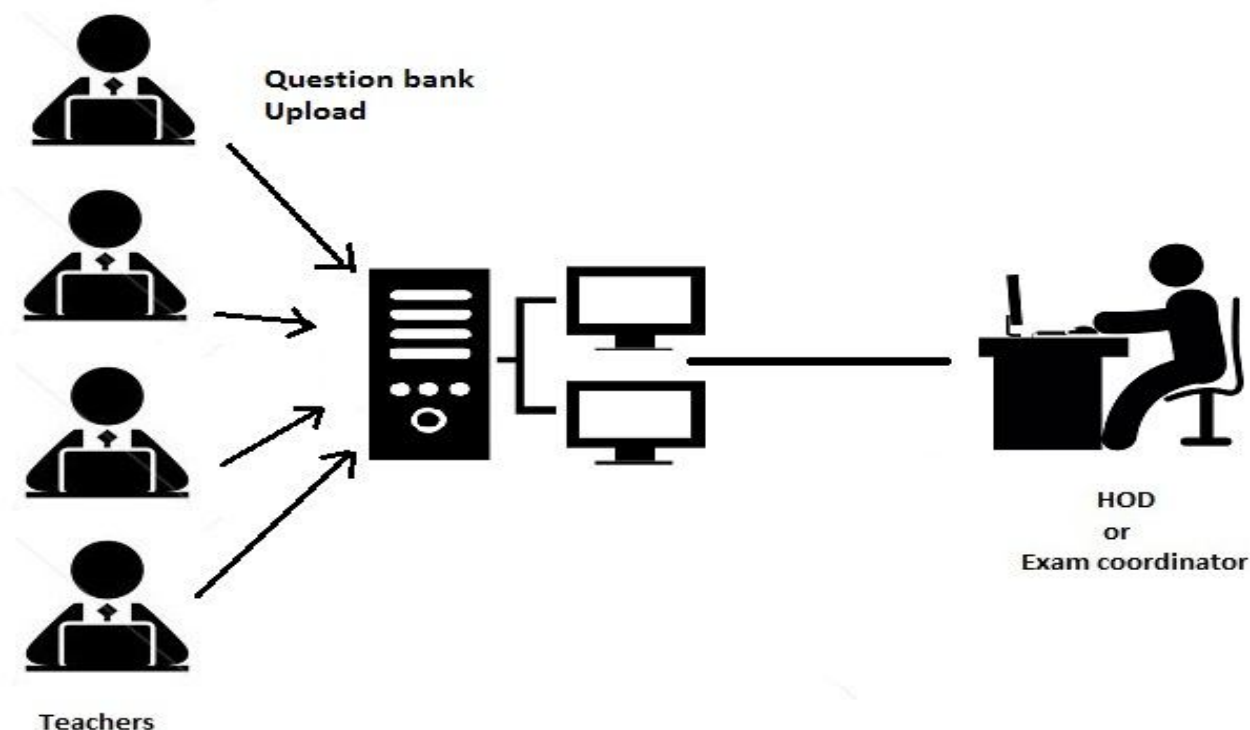 Question bank
Upload
HOD
or
Exam coordinator
Teachers